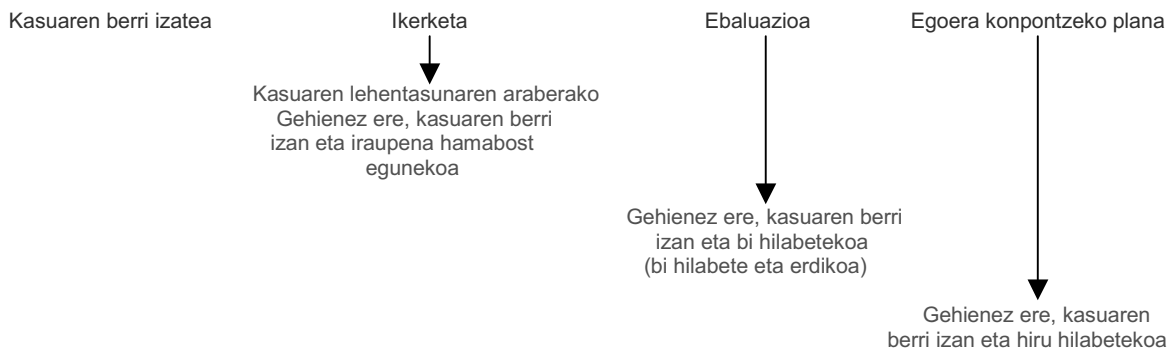 Kasuaren berri izatea
Ikerketa
Ebaluazioa
Egoera konpontzeko plana
Kasuaren lehentasunaren araberako
Gehienez ere, kasuaren berri
izan eta iraupena hamabost
egunekoa
Gehienez ere, kasuaren berri
izan eta bi hilabetekoa
(bi hilabete eta erdikoa)
Gehienez ere, kasuaren
berri izan eta hiru hilabetekoa